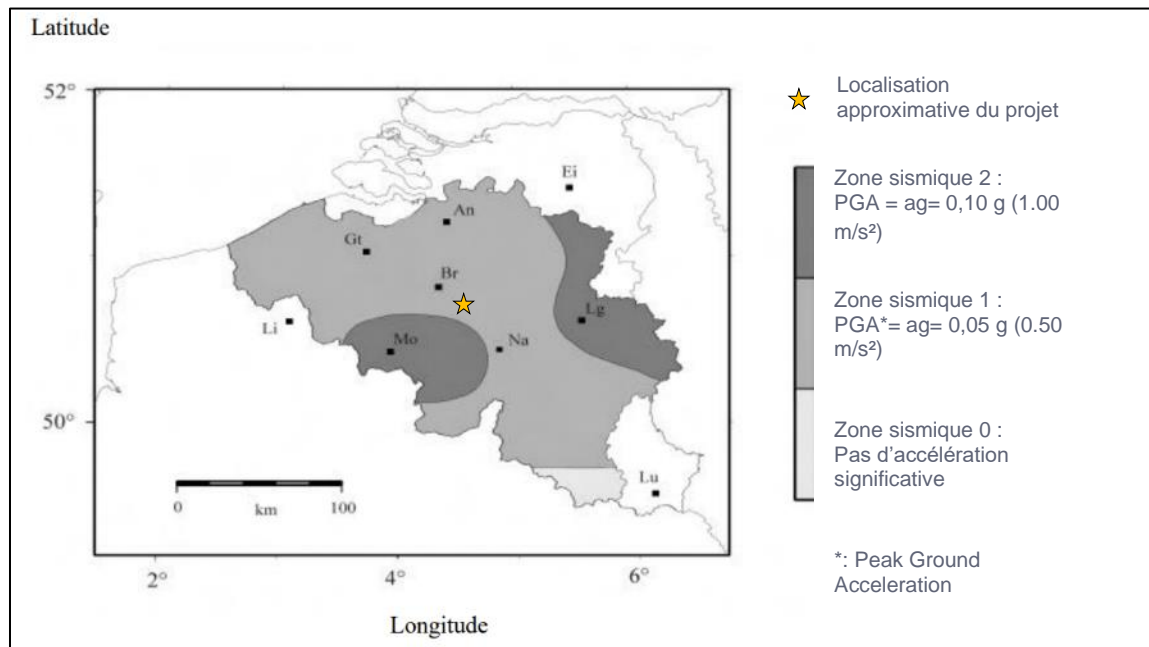 Latitude
52°
50°
Ei
An
Gt
Br
Li
Lg
Mo
Na
Lu
0
km
100
2°
4°
6°
Longitude
Localisation
approximative du projet
Zone sismique 2 :
PGA = ag= 0,10 g (1.00
m/s²)
Zone sismique 1 :
PGA*= ag= 0,05 g (0.50
m/s²)
Zone sismique 0 :
Pas d’accélération
significative
*: Peak Ground
Acceleration